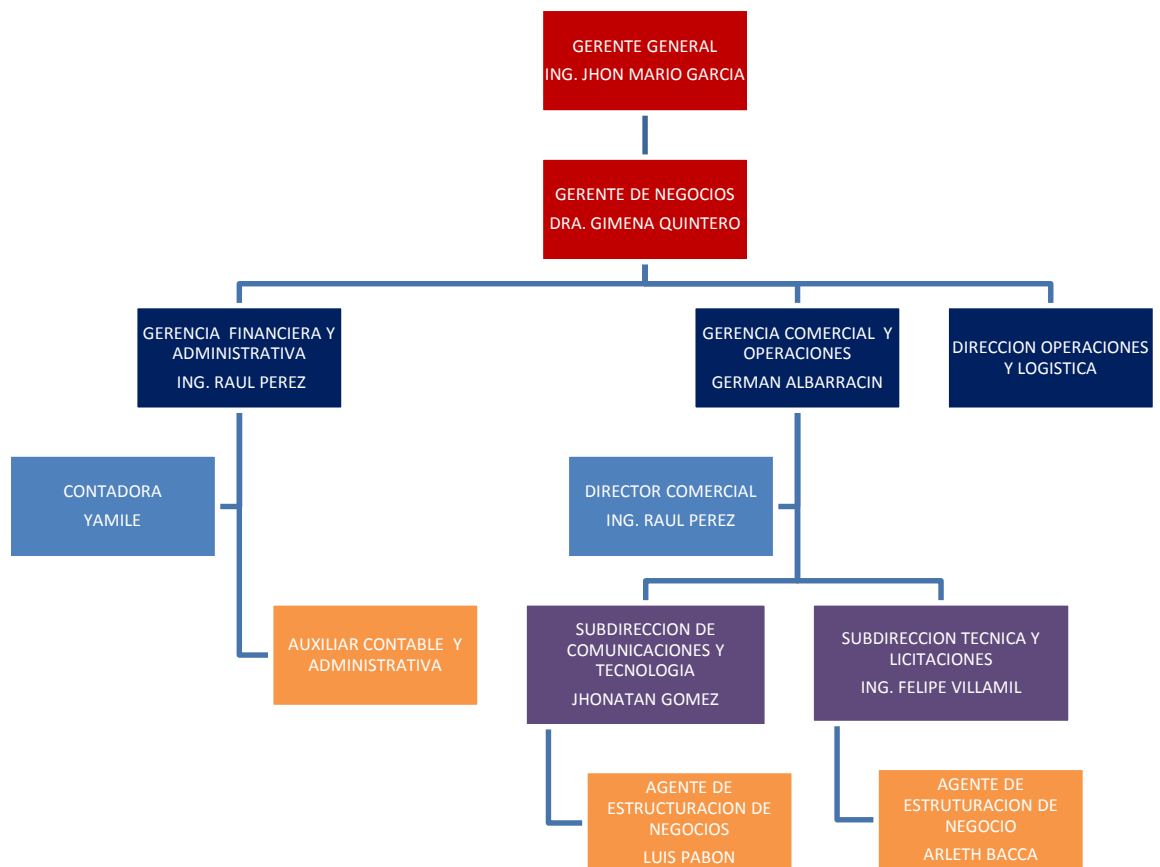 GERENTE GENERAL
ING. JHON MARIO GARCIA
GERENTE DE NEGOCIOS
DRA. GIMENA QUINTERO
GERENCIA FINANCIERA Y
ADMINISTRATIVA
ING. RAUL PEREZ
GERENCIA COMERCIAL Y
OPERACIONES
GERMAN ALBARRACIN
DIRECCION OPERACIONES
Y LOGISTICA
CONTADORA
YAMILE
DIRECTOR COMERCIAL
ING. RAUL PEREZ
AUXILIAR CONTABLE Y
ADMINISTRATIVA
SUBDIRECCION DE
COMUNICACIONES Y
TECNOLOGIA
JHONATAN GOMEZ
SUBDIRECCION TECNICA Y
LICITACIONES
ING. FELIPE VILLAMIL
AGENTE DE
ESTRUCTURACION DE
NEGOCIOS
LUIS PABON
AGENTE DE
ESTRUTURACION DE
NEGOCIO
ARLETH BACCA